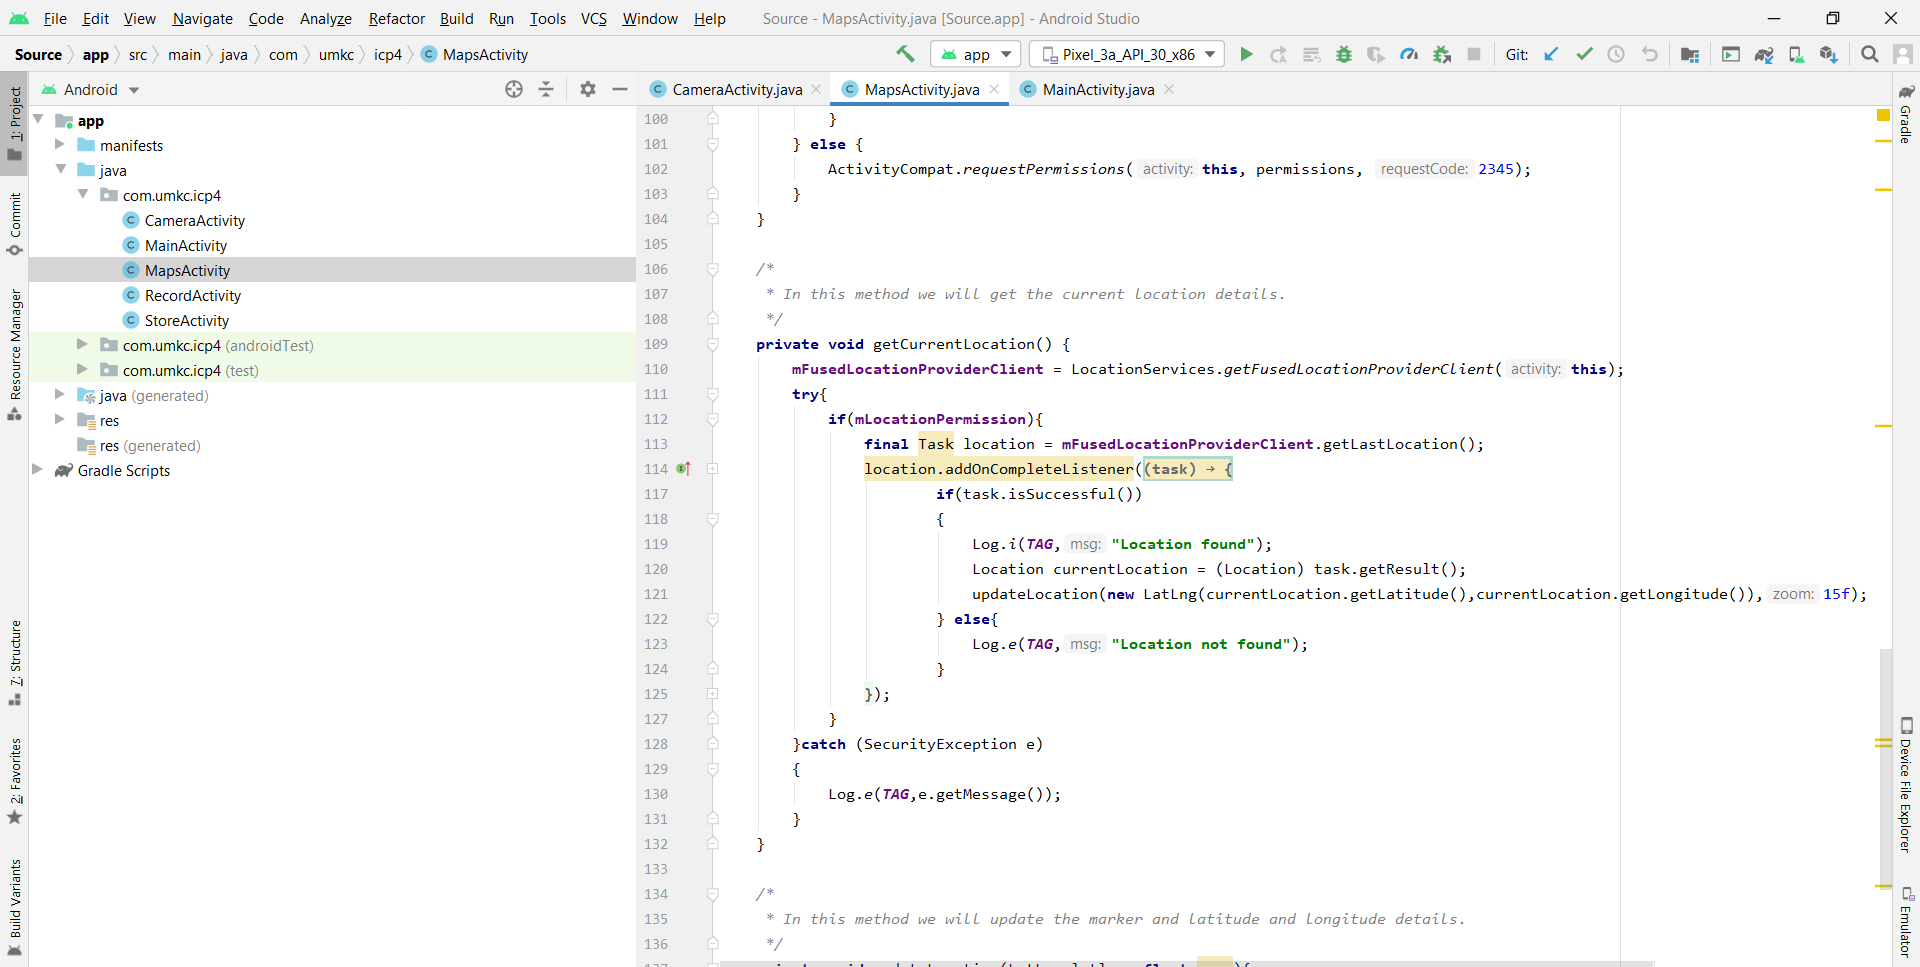 File Edit View Navigate Code Analyze Refactor Build Run Tools VCS Window Help Source - MapsActivity.java [Source.app] - Android Studio
Source app src main java com umkc icp4 MapsActivity app Pixel_3a_API_30_x86 Git:
Android
CameraActivity.java MapsActivity.java MainActivity.java
1: Project
Commit
Resource Manager
7: Structure
2: Favorites
Build Variants
app
manifests
java
com.umkc.icp4
CameraActivity
MainActivity
MapsActivity
RecordActivity
StoreActivity
com.umkc.icp4 (androidTest)
com.umkc.icp4 (test)
java (generated)
res
res (generated)
Gradle Scripts
100 }
101 } else {
102 ActivityCompat.requestPermissions( activity: this, permissions, requestCode: 2345);
103 }
104 }
105
106 /*
107 * In this method we will get the current location details.
108 */
109 private void getCurrentLocation() {
110 mFusedLocationProviderClient = LocationServices.getFusedLocationProviderClient( activity: this);
111 try{
112 if(mLocationPermission){
113 final Task location = mFusedLocationProviderClient.getLastLocation();
114 location.addOnCompleteListener((task) → {
117 if(task.isSuccessful())
118 {
119 Log.i(TAG, msg: "Location found");
120 Location currentLocation = (Location) task.getResult();
121 updateLocation(new LatLng(currentLocation.getLatitude(),currentLocation.getLongitude()), zoom: 15f);
122 } else{
123 Log.e(TAG, msg: "Location not found");
124 }
125 });
127 }
128 }catch (SecurityException e)
129 {
130 Log.e(TAG,e.getMessage());
131 }
132 }
133
134 /*
135 * In this method we will update the marker and latitude and longitude details.
136 */
Gradle
Device File Explorer
Emulator